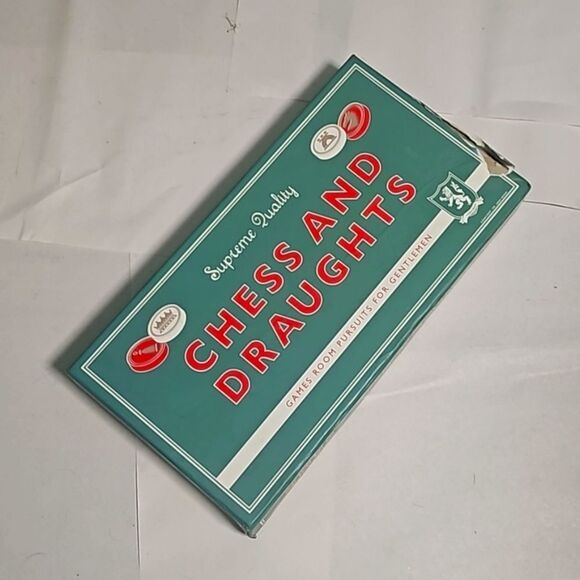 Supreme Quality
CHESS AND
DRAUGHTS
GAMES ROOM PURSUITS FOR GENTLEMEN